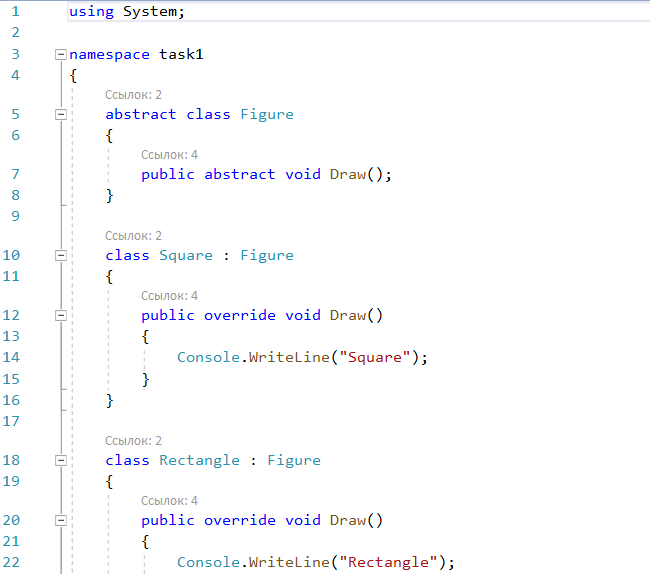 1 using System;
2
3 namespace task1
4 {
Ссылок: 2
5 abstract class Figure
6 {
Ссылок: 4
7 public abstract void Draw();
8 }
9
Ссылок: 2
10 class Square : Figure
11 {
Ссылок: 4
12 public override void Draw()
13 {
14 Console.WriteLine("Square");
15 }
16 }
17
Ссылок: 2
18 class Rectangle : Figure
19 {
Ссылок: 4
20 public override void Draw()
21 {
22 Console.WriteLine("Rectangle");